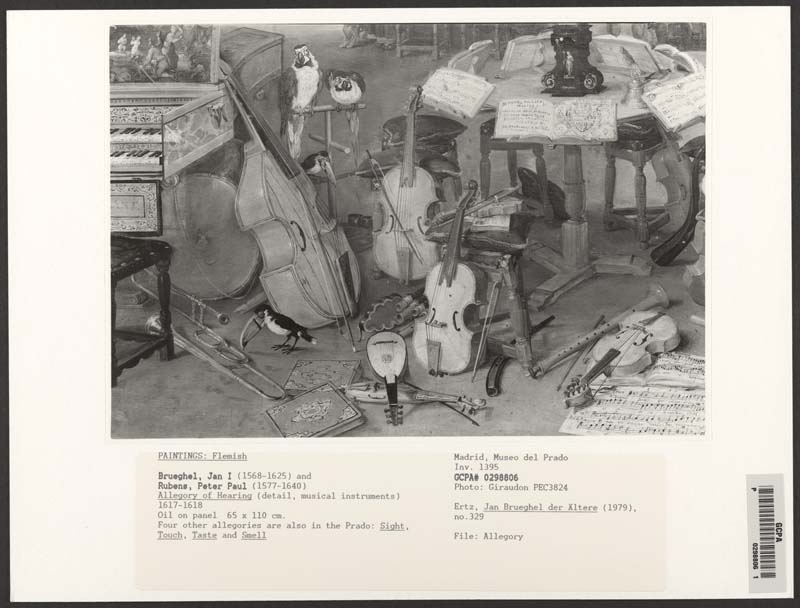 PAINTINGS: Flemish
Brueghel, Jan I (1568-1625) and
Rubens, Peter Paul (1577-1640)
Allegory of Hearing (detail, musical instruments)
1617-1618
Oil on panel 65 x 110 cm.
Four other allegories are also in the Prado: Sight,
Touch, Taste and Smell
Madrid, Museo del Prado
Inv. 1395
GCPA# 0298806
Photo: Giraudon PEC3824
Ertz, Jan Brueghel der Altere (1979),
no.329
File: Allegory
P
GCPA
0298806 1